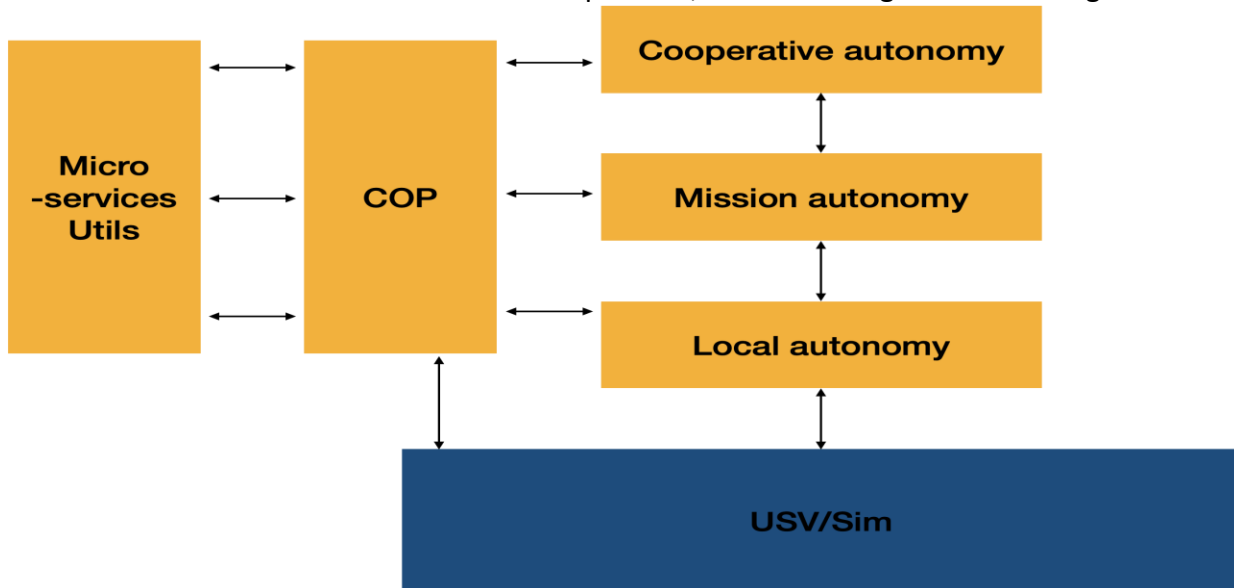 Cooperative autonomy
Micro
-services
Utils
COP
Mission autonomy
Local autonomy
USV/Sim